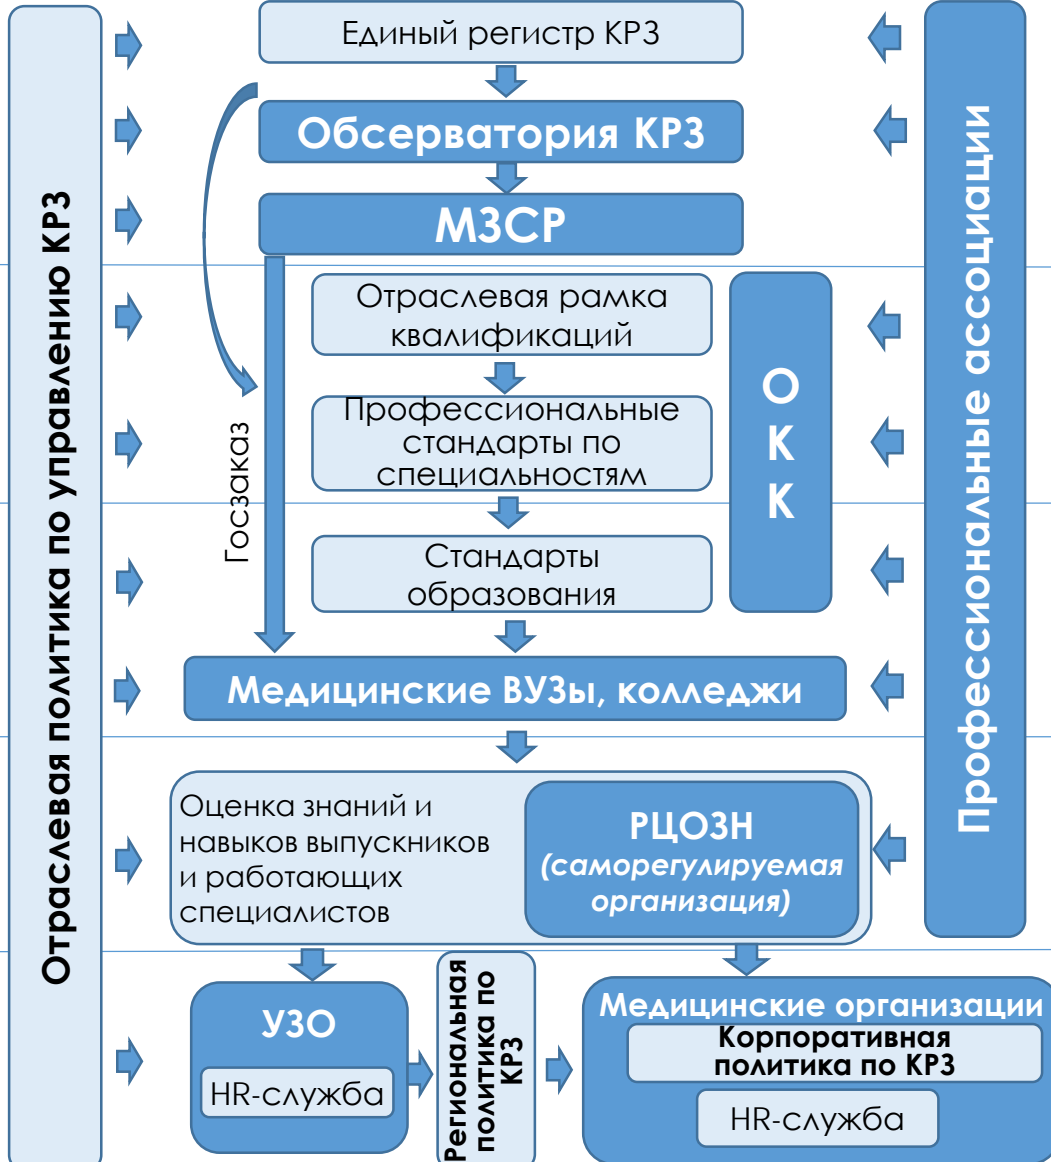 Отраслевая политика по управлению КРЗ
Единый регистр КРЗ
Обсерватория КРЗ
МЗСР
Профессиональные ассоциации
Госзаказ
Отраслевая рамка
квалификаций
Профессиональные
стандарты по
специальностям
Стандарты
образования
О
К
К
Медицинские ВУЗы, колледжи
Оценка знаний и
навыков выпускников
и работающих
специалистов
РЦОЗН
(саморегулируемая
организация)
УЗО
HR-служба
Региональная
политика по
КРЗ
Медицинские организации
Корпоративная
политика по КРЗ
HR-служба